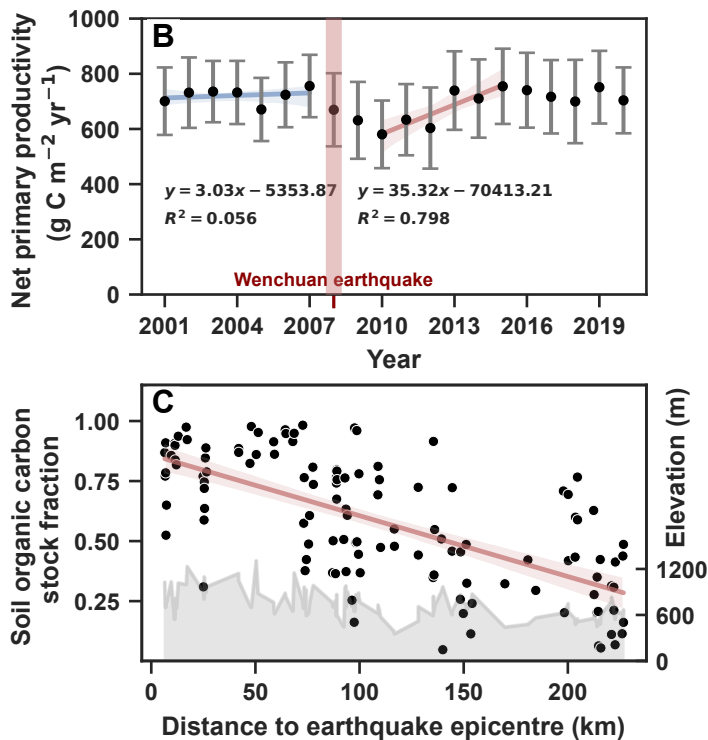 B
Net primary productivity
(g C m⁻² yr⁻¹)
1000
800
600
400
200
0
y = 3.03x − 5353.87
R² = 0.056
y = 35.32x − 70413.21
R² = 0.798
Wenchuan earthquake
2001 2004 2007 2010 2013 2016 2019
Year
C
Soil organic carbon
stock fraction
1.00
0.75
0.50
0.25
Elevation (m)
1200
600
0
0 50 100 150 200
Distance to earthquake epicentre (km)